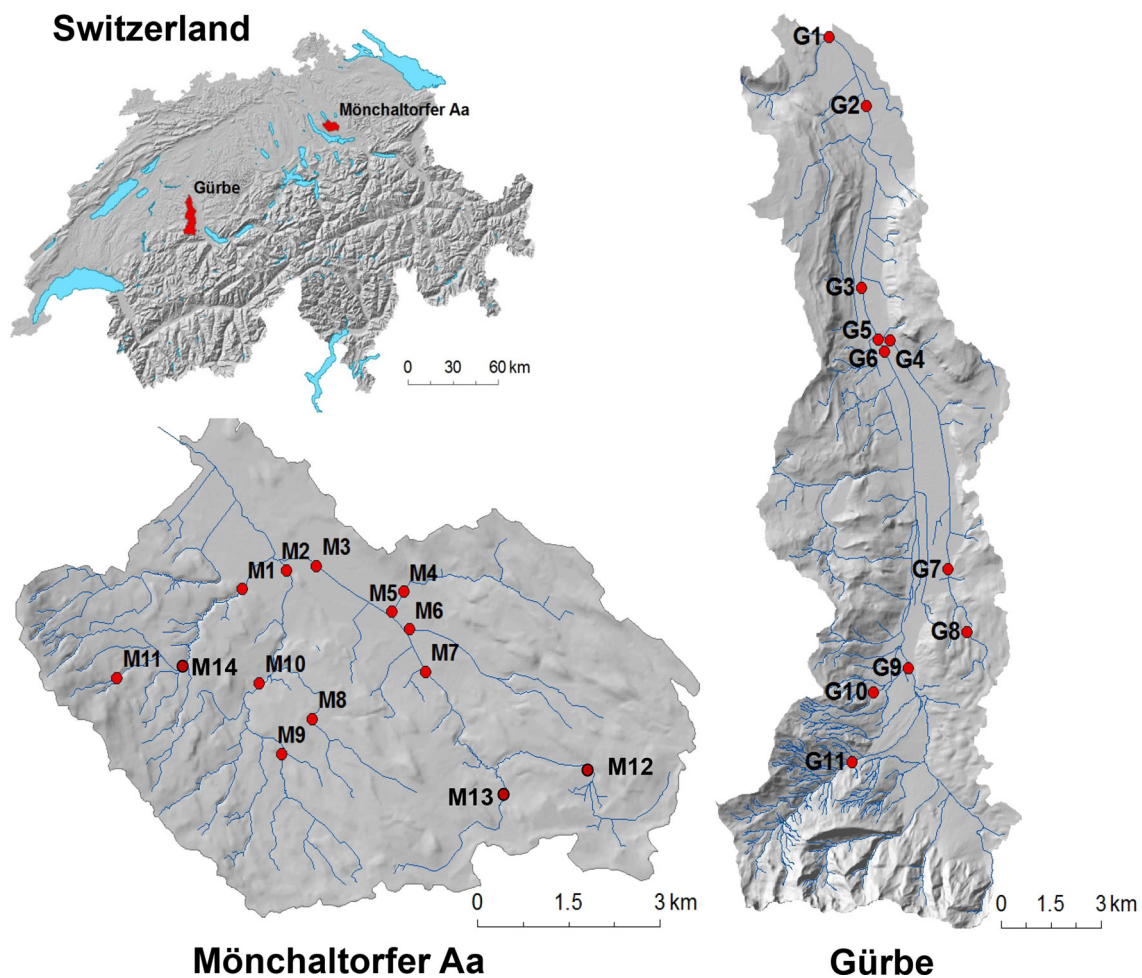 Switzerland
Mönchaltorfer Aa
Gürbe
0 30 60 km
G1
G2
G3
G5
G6 G4
G7
G8
G9
G10
G11
0 1.5 3 km
Gürbe
M1
M2
M3
M4
M5
M6
M7
M11
M14
M10
M8
M9
M12
M13
0 1.5 3 km
Mönchaltorfer Aa